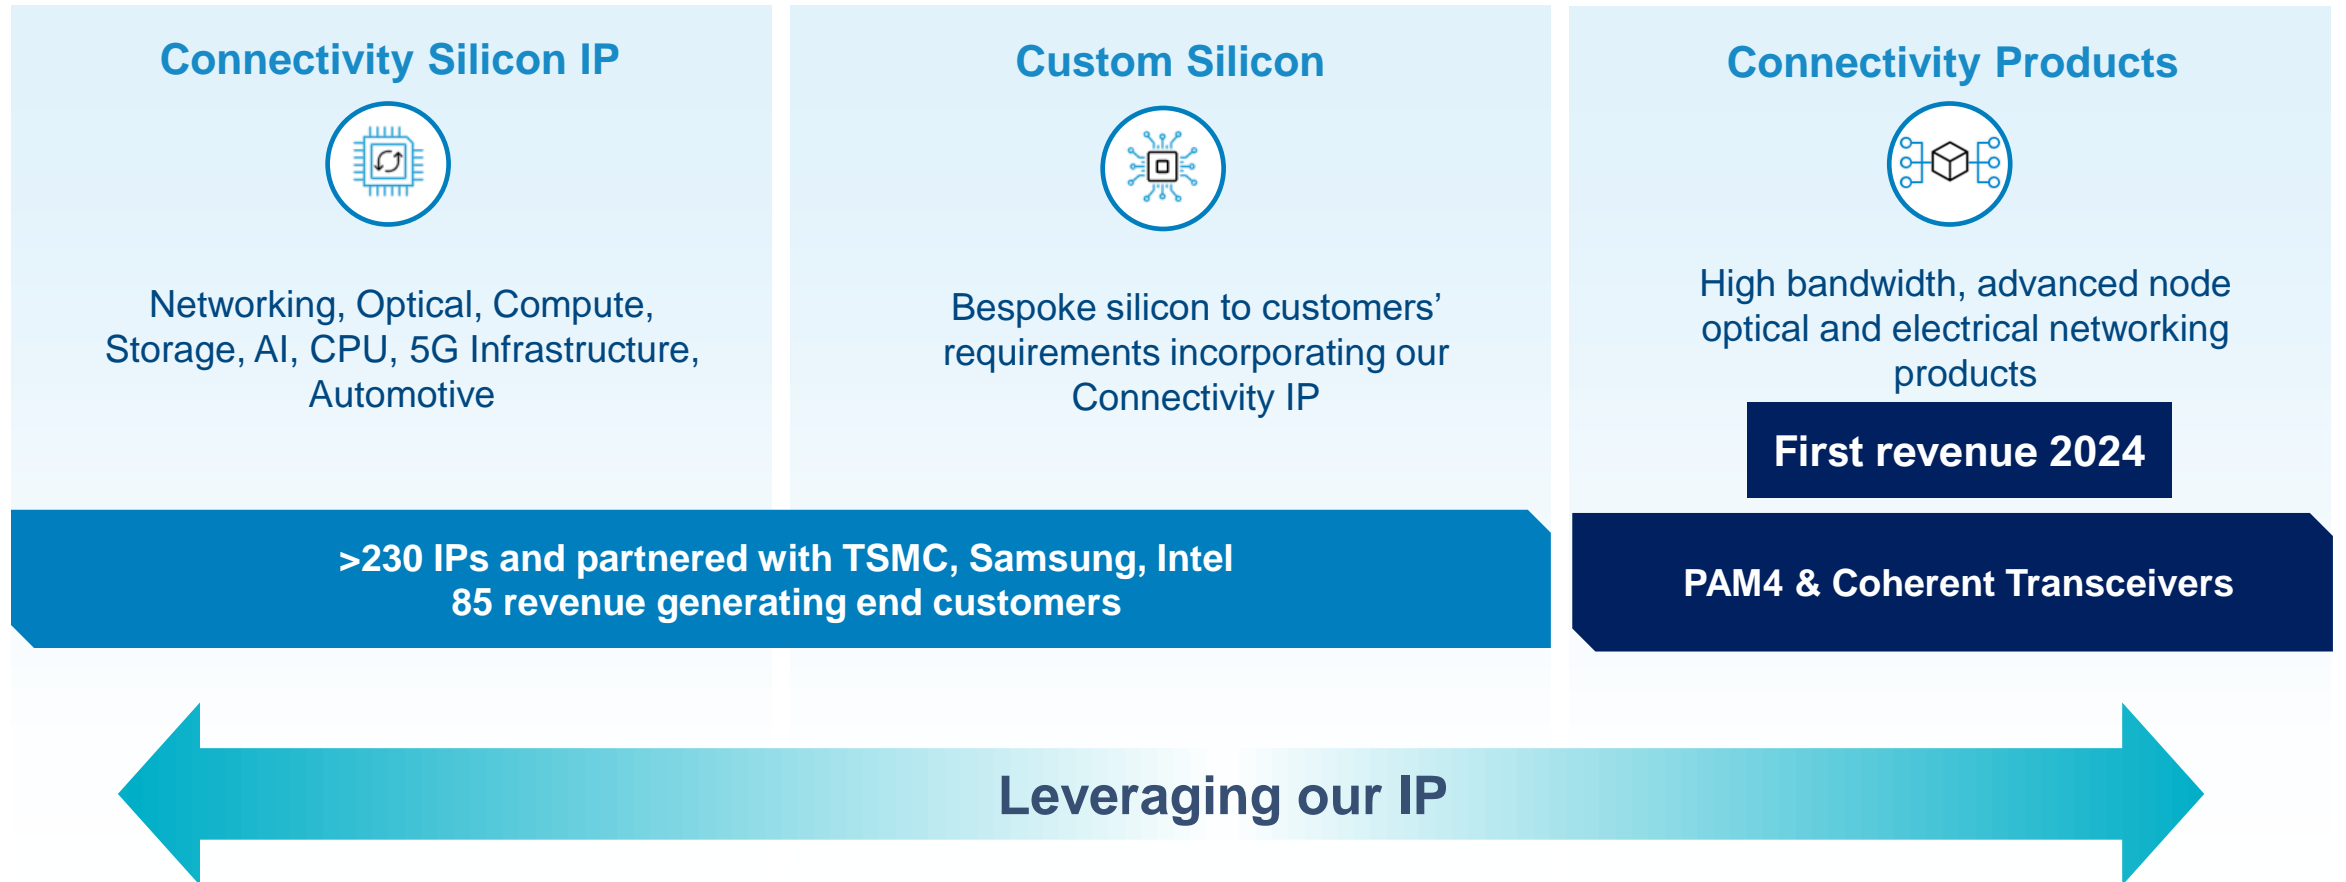 Connectivity Silicon IP
Networking, Optical, Compute,
Storage, AI, CPU, 5G Infrastructure,
Automotive
Custom Silicon
Bespoke silicon to customers’
requirements incorporating our
Connectivity IP
>230 IPs and partnered with TSMC, Samsung, Intel
85 revenue generating end customers
Connectivity Products
High bandwidth, advanced node
optical and electrical networking
products
First revenue 2024
PAM4 & Coherent Transceivers
Leveraging our IP